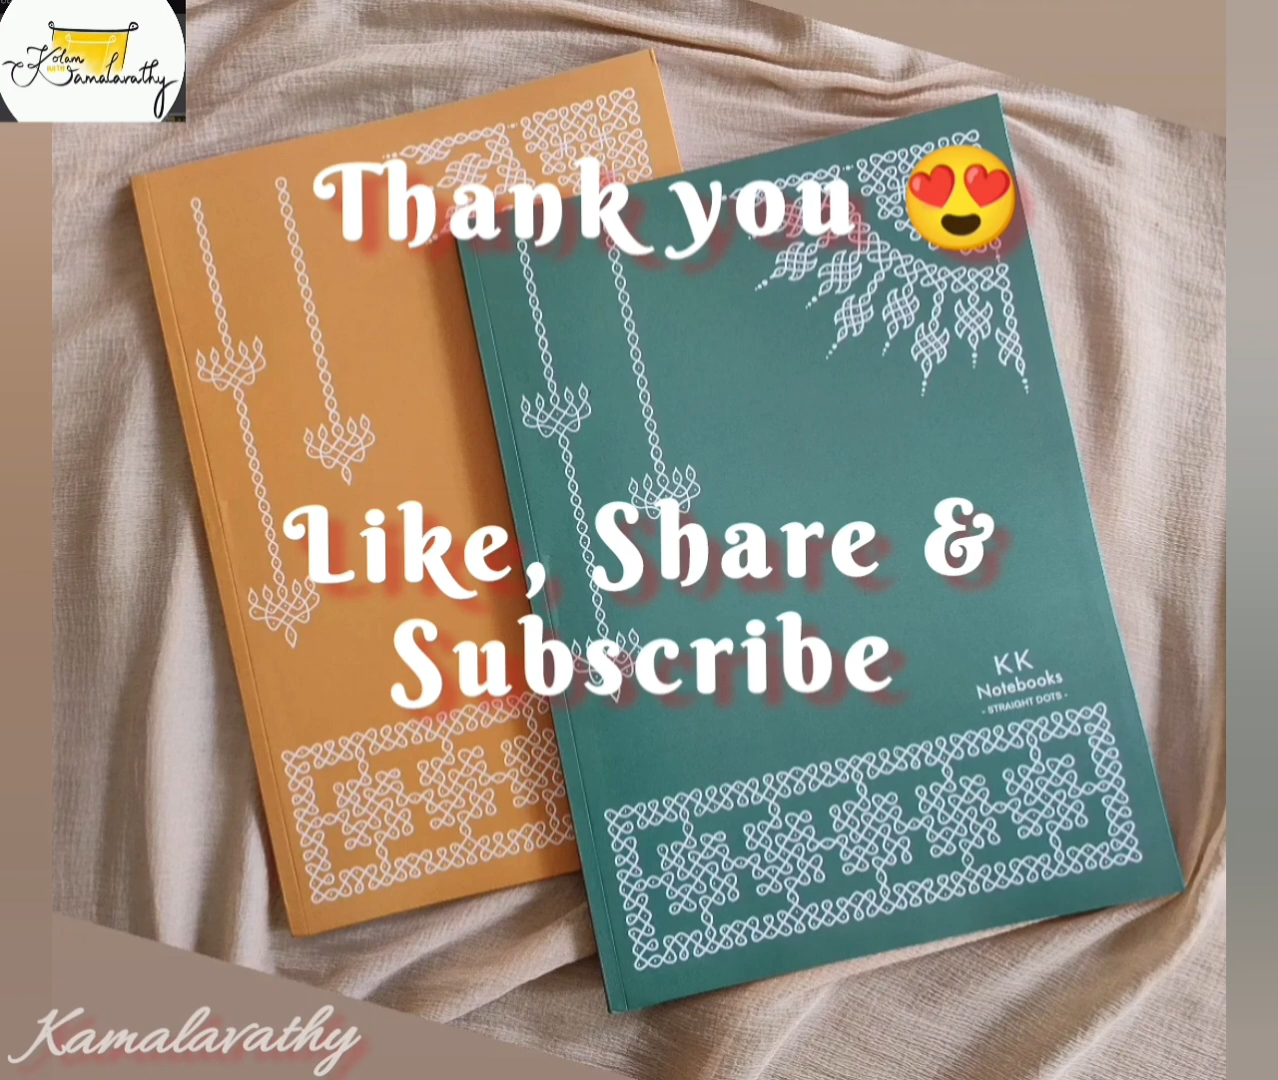 Kolam
with
Kamalavathy
Thank you 😍
Like, Share &
Subscribe
KK
Notebooks
- STRAIGHT DOTS -
Kamalavathy